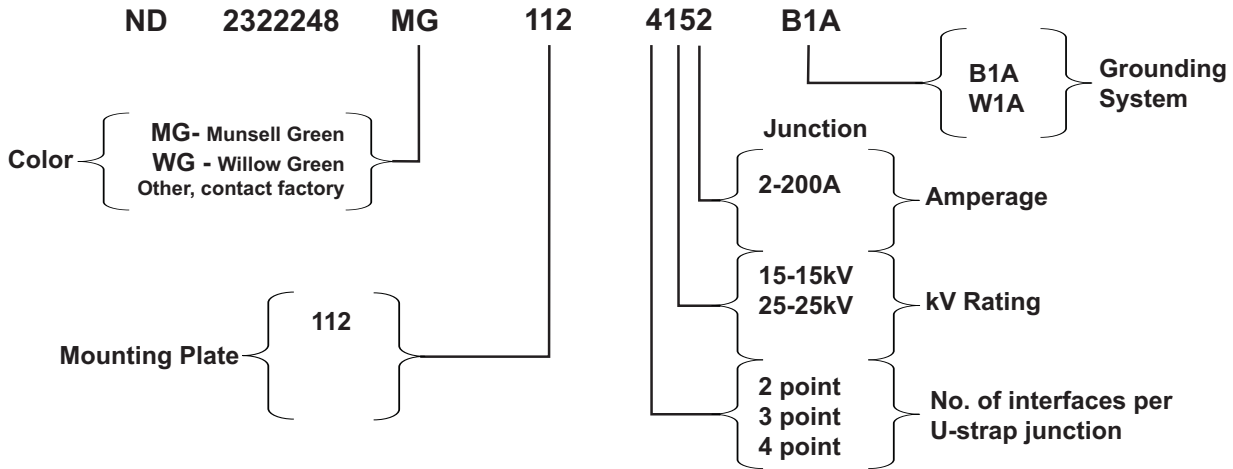 ND 2322248 MG 112 4152 B1A
B1A
W1A
Grounding
System
Color
MG- Munsell Green
WG - Willow Green
Other, contact factory
Junction
2-200A
Amperage
15-15kV
25-25kV
kV Rating
Mounting Plate
112
2 point
3 point
4 point
No. of interfaces per
U-strap junction